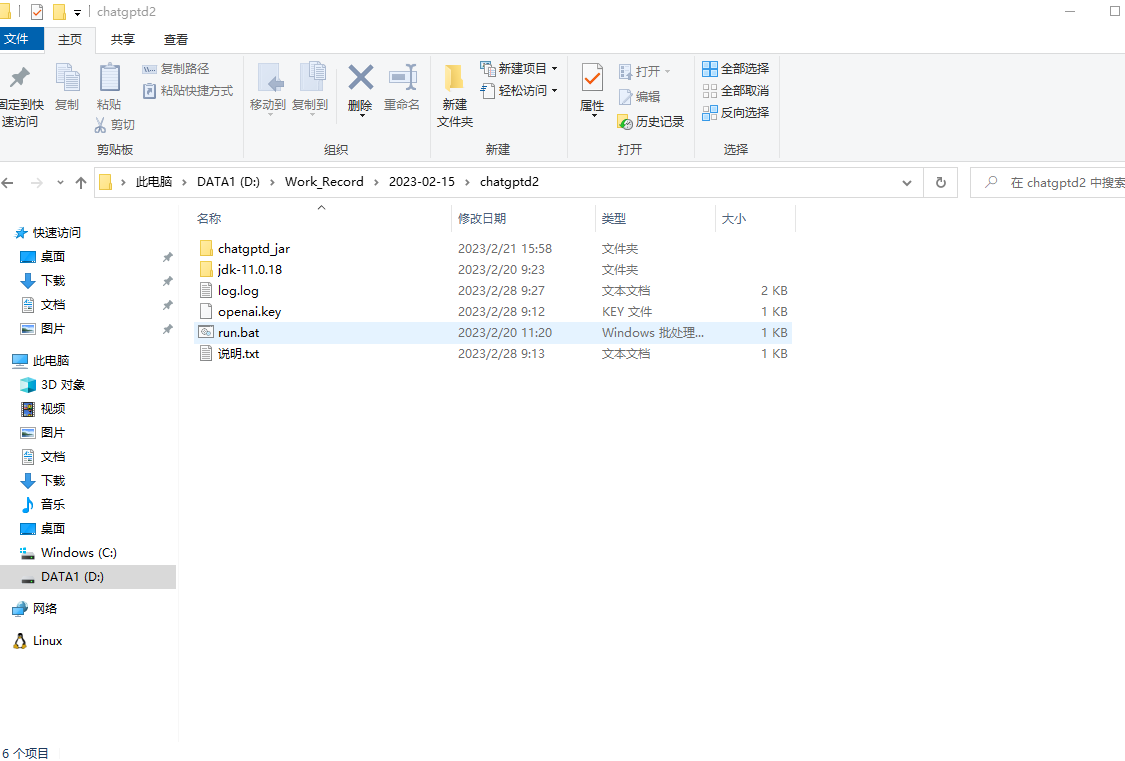 chatgptd2
文件 主页 共享 查看
固定到快速访问
复制
粘贴
复制路径
粘贴快捷方式
剪切
剪贴板
移动到
复制到
删除
重命名
组织
新建文件夹
新建项目
轻松访问
新建
属性
打开
编辑
历史记录
打开
全部选择
全部取消
反向选择
选择
此电脑 DATA1 (D:) Work_Record 2023-02-15 chatgptd2
在 chatgptd2 中搜索
名称 修改日期 类型 大小
chatgptd_jar 2023/2/21 15:58 文件夹
jdk-11.0.18 2023/2/20 9:23 文件夹
log.log 2023/2/28 9:27 文本文档 2 KB
openai.key 2023/2/28 9:12 KEY 文件 1 KB
run.bat 2023/2/20 11:20 Windows 批处理... 1 KB
说明.txt 2023/2/28 9:13 文本文档 1 KB
快速访问
桌面
下载
文档
图片
此电脑
3D 对象
视频
图片
文档
下载
音乐
桌面
Windows (C:)
DATA1 (D:)
网络
Linux
6 个项目